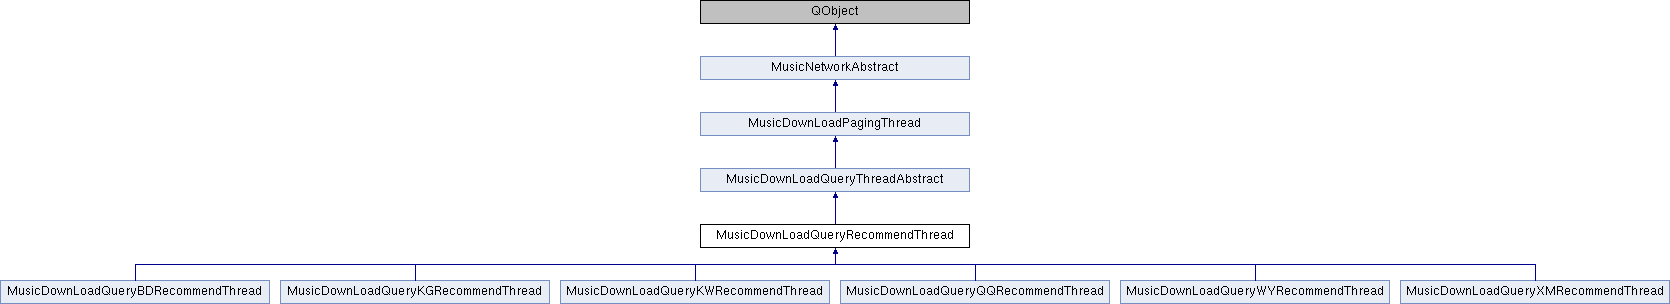 QObject
MusicNetworkAbstract
MusicDownLoadPagingThread
MusicDownLoadQueryThreadAbstract
MusicDownLoadQueryRecommendThread
MusicDownLoadQueryBDRecommendThread
MusicDownLoadQueryKGRecommendThread
MusicDownLoadQueryKWRecommendThread
MusicDownLoadQueryQQRecommendThread
MusicDownLoadQueryWYRecommendThread
MusicDownLoadQueryXMRecommendThread